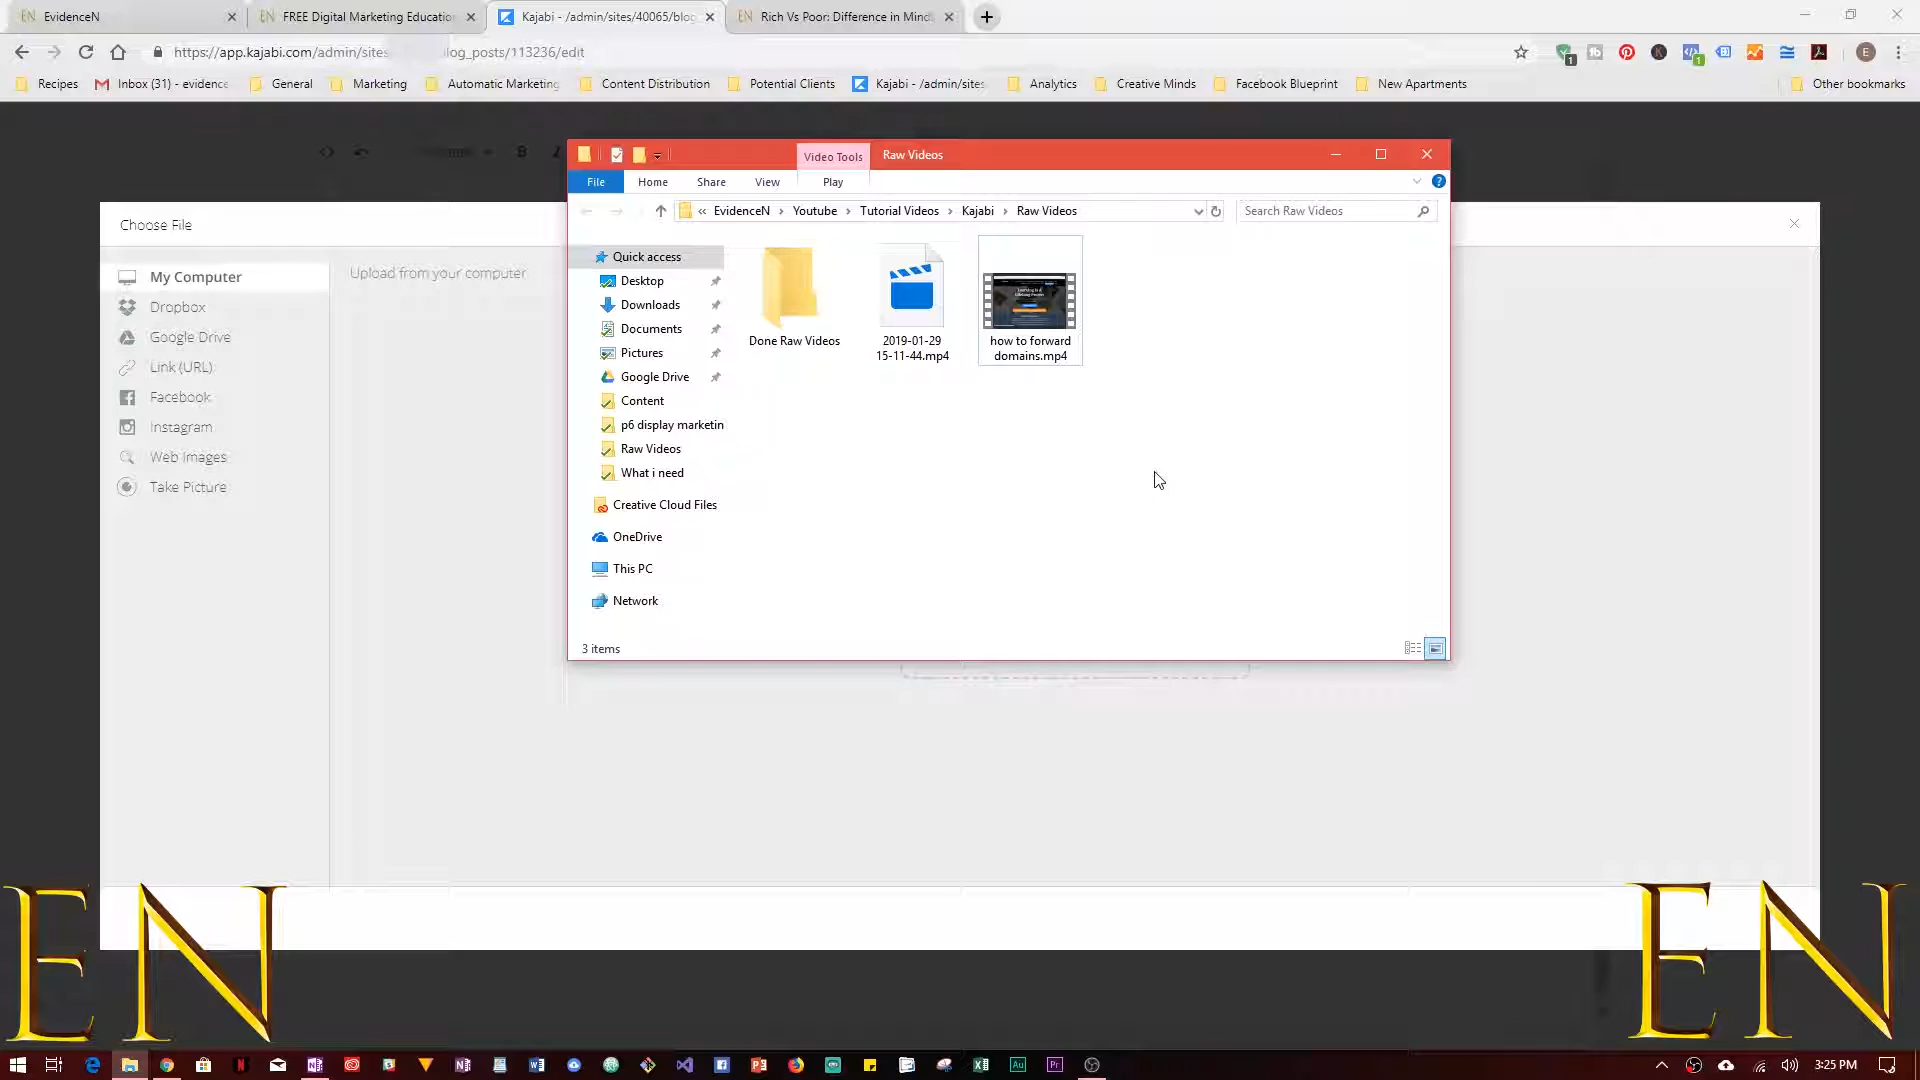 EvidenceN
FREE Digital Marketing Educatio
Kajabi - /admin/sites/40065/blog
Rich Vs Poor: Difference in Mind
https://app.kajabi.com/admin/sites
log_posts/113236/edit
Recipes
Inbox (31) - evidence
General
Marketing
Automatic Marketing
Content Distribution
Potential Clients
Kajabi - /admin/sites
Analytics
Creative Minds
Facebook Blueprint
New Apartments
Other bookmarks
Choose File
My Computer
Dropbox
Google Drive
Link (URL)
Facebook
Instagram
Web Images
Take Picture
Upload from your computer
Video Tools
Raw Videos
File
Home
Share
View
Play
« EvidenceN > Youtube > Tutorial Videos > Kajabi > Raw Videos
Search Raw Videos
Quick access
Desktop
Downloads
Documents
Pictures
Google Drive
Content
p6 display marketin
Raw Videos
What i need
Creative Cloud Files
OneDrive
This PC
Network
Done Raw Videos
2019-01-29
15-11-44.mp4
how to forward
domains.mp4
3 items
EN
EN
3:25 PM